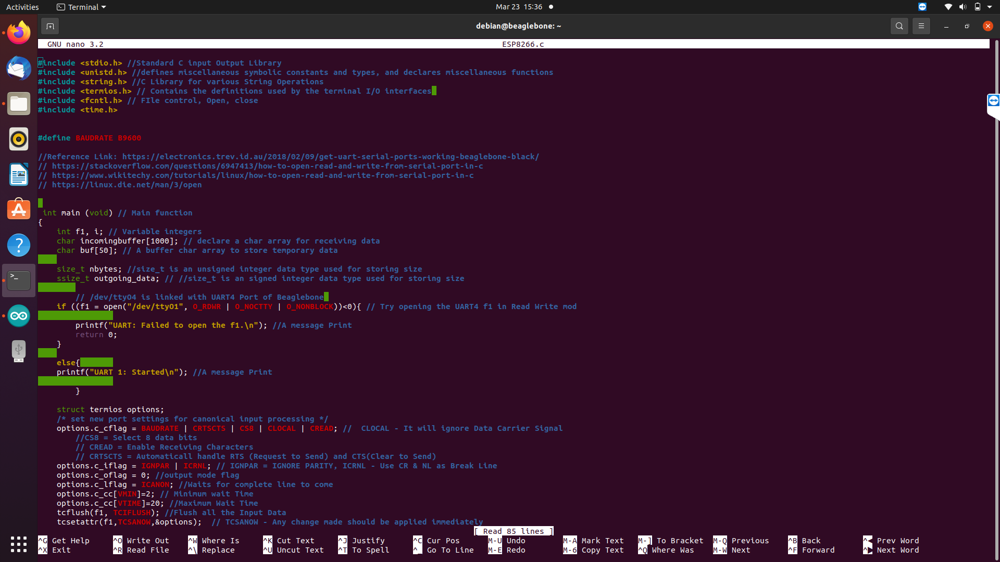 Activities
Terminal
Mar 23 15:36
debian@beaglebone: ~
GNU nano 3.2 ESP8266.c
#include <stdio.h> //Standard C input Output Library
#include <unistd.h> //defines miscellaneous symbolic constants and types, and declares miscellaneous functions
#include <string.h> //C Library for various String Operations
#include <termios.h> // Contains the definitions used by the terminal I/O interfaces
#include <fcntl.h> // FIle control, Open, close
#include <time.h>
#define BAUDRATE B9600
//Reference Link: https://electronics.trev.id.au/2018/02/09/get-uart-serial-ports-working-beaglebone-black/
// https://stackoverflow.com/questions/6947413/how-to-open-read-and-write-from-serial-port-in-c
// https://www.wikitechy.com/tutorials/linux/how-to-open-read-and-write-from-serial-port-in-c
// https://linux.die.net/man/3/open
int main (void) // Main function
{
int f1, i; // Variable integers
char incomingbuffer[1000]; // declare a char array for receiving data
char buf[50]; // A buffer char array to store temporary data
size_t nbytes; //size_t is an unsigned integer data type used for storing size
ssize_t outgoing_data; // //size_t is an signed integer data type used for storing size
// /dev/ttyO4 is linked with UART4 Port of Beaglebone
if ((f1 = open("/dev/ttyO1", O_RDWR | O_NOCTTY | O_NONBLOCK))<0){ // Try opening the UART4 f1 in Read Write mod
printf("UART: Failed to open the f1.\n"); //A message Print
return 0;
}
else{
printf("UART 1: Started\n"); //A message Print
}
struct termios options;
/* set new port settings for canonical input processing */
options.c_cflag = BAUDRATE | CRTSCTS | CS8 | CLOCAL | CREAD; //  CLOCAL - It will ignore Data Carrier Signal
//CS8 = Select 8 data bits
// CREAD = Enable Receiving Characters
// CRTSCTS = Automaticall handle RTS (Request to Send) and CTS(Clear to Send)
options.c_iflag = IGNPAR | ICRNL; // IGNPAR = IGNORE PARITY, ICRNL - Use CR & NL as Break Line
options.c_oflag = 0; //output mode flag
options.c_lflag = ICANON; //Waits for complete line to come
options.c_cc[VMIN]=2; // Minimum wait Time
options.c_cc[VTIME]=20; //Maximum Wait Time
tcflush(f1, TCIFLUSH); //Flush all the Input Data
tcsetattr(f1,TCSANOW,&options);  // TCSANOW - Any change made should be applied immediately
[ Read 85 lines ]
^G Get Help ^O Write Out ^W Where Is ^K Cut Text ^J Justify ^C Cur Pos M-U Undo M-A Mark Text M-] To Bracket M-Q Previous ^B Back ^◀ Prev Word
^X Exit ^R Read File ^\ Replace ^U Uncut Text ^T To Spell ^_ Go To Line M-E Redo M-6 Copy Text ^Q Where Was M-W Next ^F Forward ^▶ Next Word